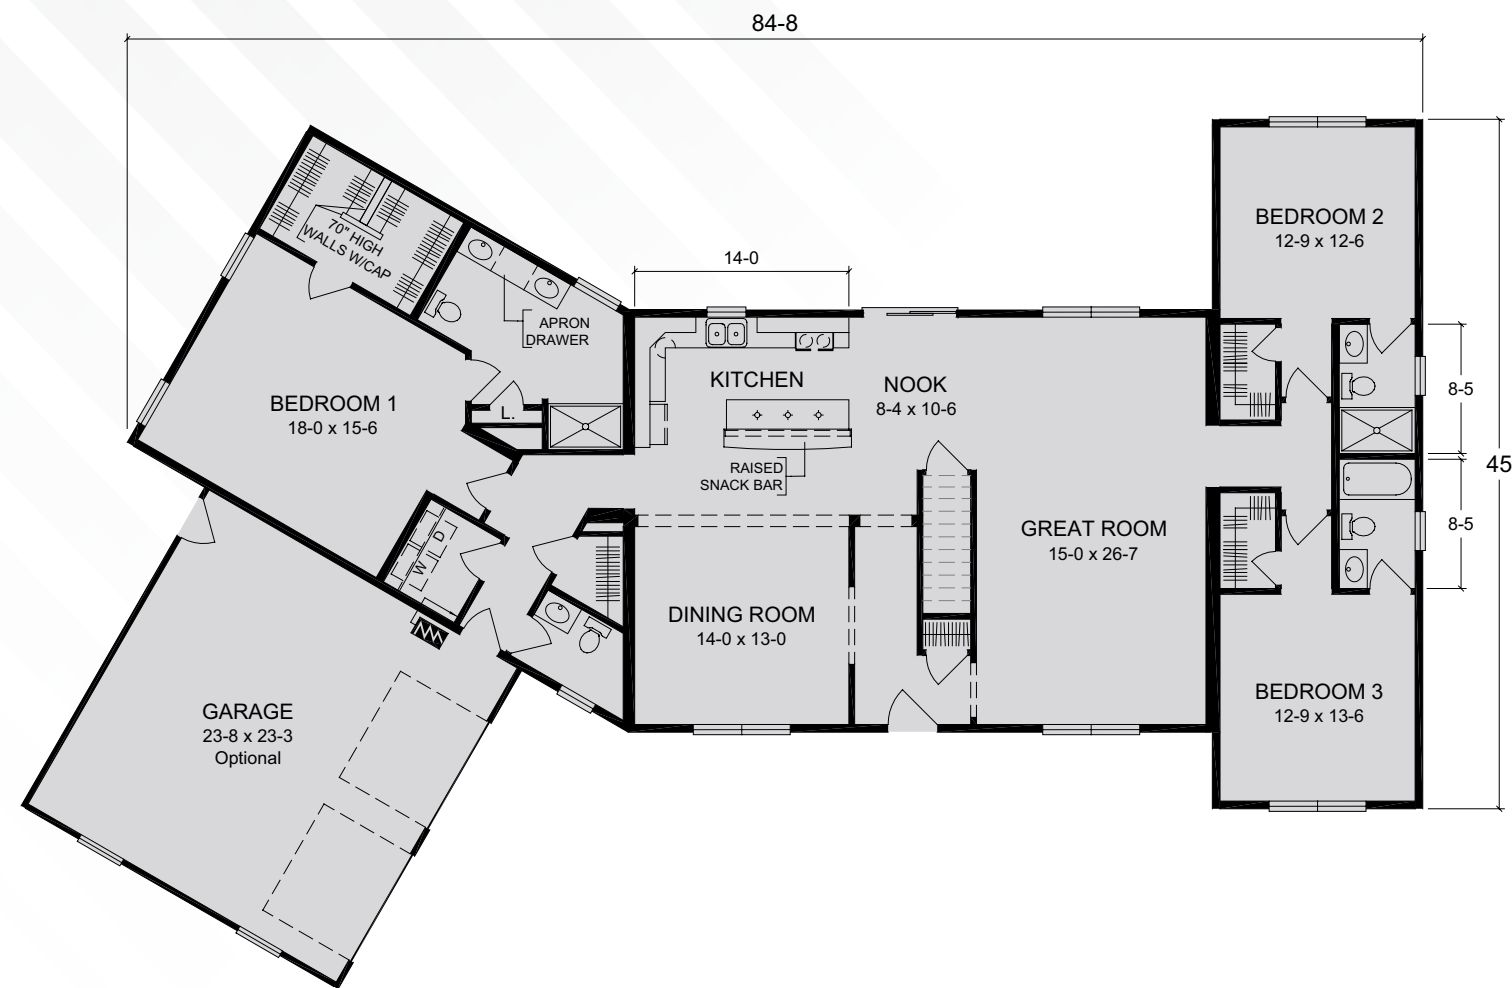 84-8
BEDROOM 2
12-9 x 12-6
70" HIGH
WALLS W/CAP
14-0
APRON
DRAWER
KITCHEN
NOOK
8-4 x 10-6
8-5
BEDROOM 1
18-0 x 15-6
L.
RAISED
SNACK BAR
45
GREAT ROOM
15-0 x 26-7
8-5
W
D
DINING ROOM
14-0 x 13-0
BEDROOM 3
12-9 x 13-6
GARAGE
23-8 x 23-3
Optional